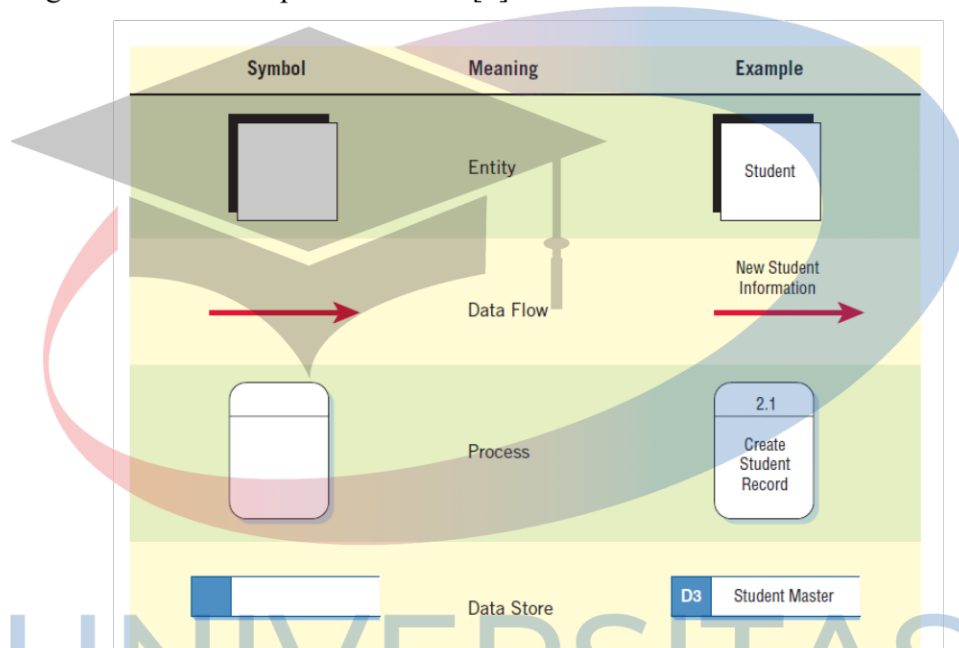 Symbol Meaning Example
Entity
Student
New Student
Information
Data Flow
2.1
Process
Create
Student
Record
D3 Student Master
Data Store
UNIVERSITAS